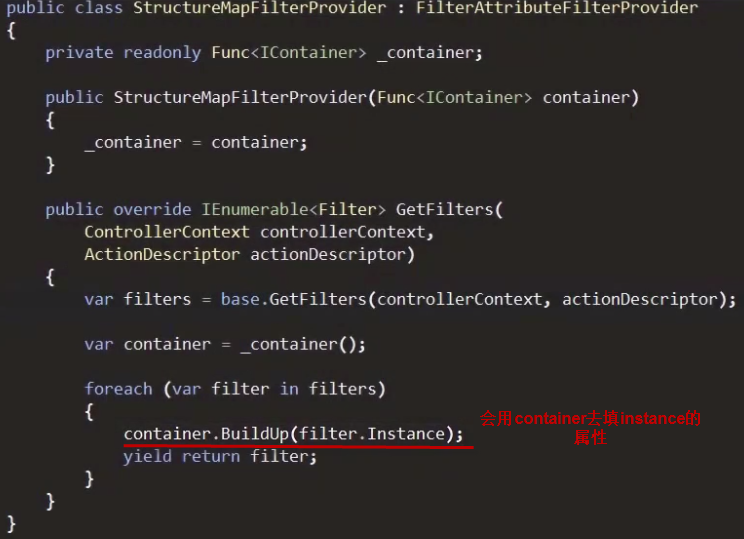 public class StructureMapFilterProvider : FilterAttributeFilterProvider
{
    private readonly Func<IContainer> _container;

    public StructureMapFilterProvider(Func<IContainer> container)
    {
        _container = container;
    }

    public override IEnumerable<Filter> GetFilters(
        ControllerContext controllerContext,
        ActionDescriptor actionDescriptor)
    {
        var filters = base.GetFilters(controllerContext, actionDescriptor);

        var container = _container();

        foreach (var filter in filters)
        {
            container.BuildUp(filter.Instance);
            yield return filter;
        }
    }
}
会用container去填instance的
属性